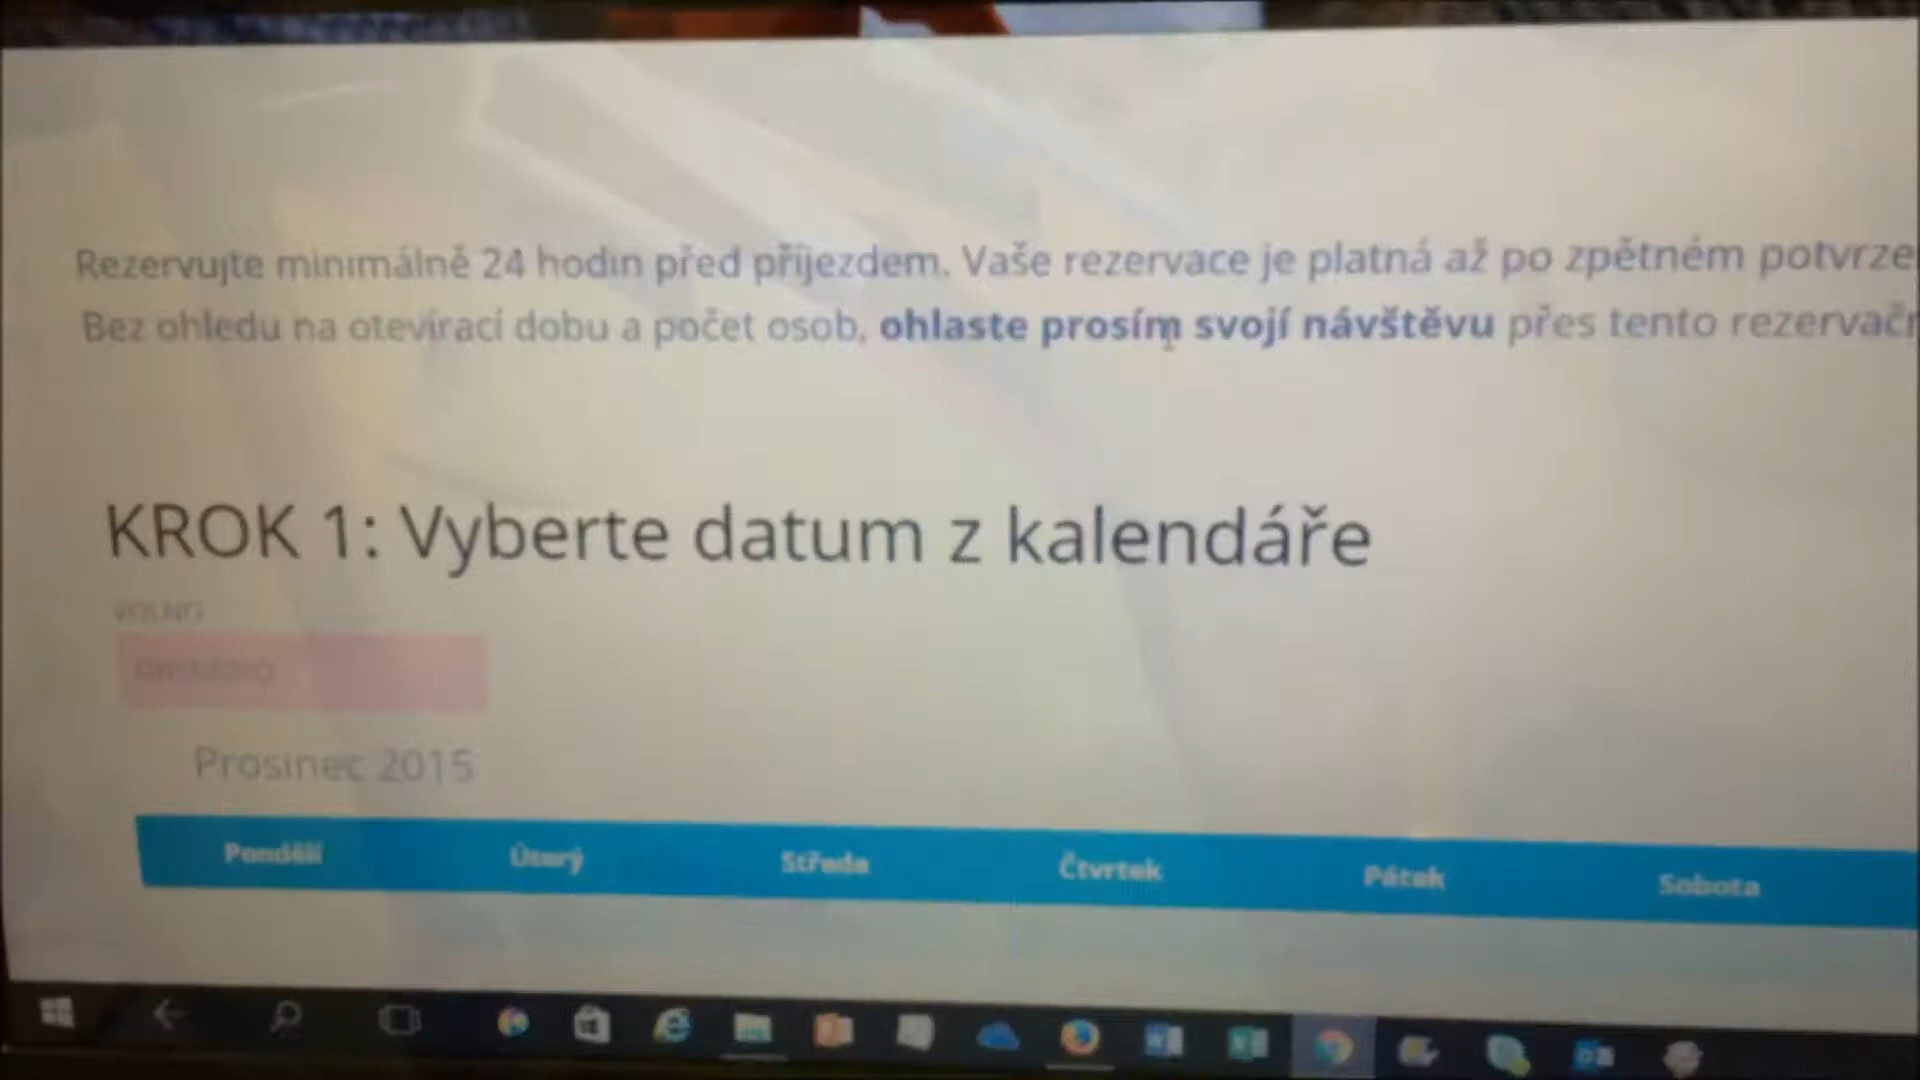 Rezervujte minimálně 24 hodin před příjezdem. Vaše rezervace je platná až po zpětném potvrze
Bez ohledu na otevírací dobu a počet osob, ohlaste prosím svojí návštěvu přes tento rezervačn
KROK 1: Vyberte datum z kalendáře
VOLNO
Prosinec 2015
Pondělí Úterý Středa Čtvrtek Pátek Sobota